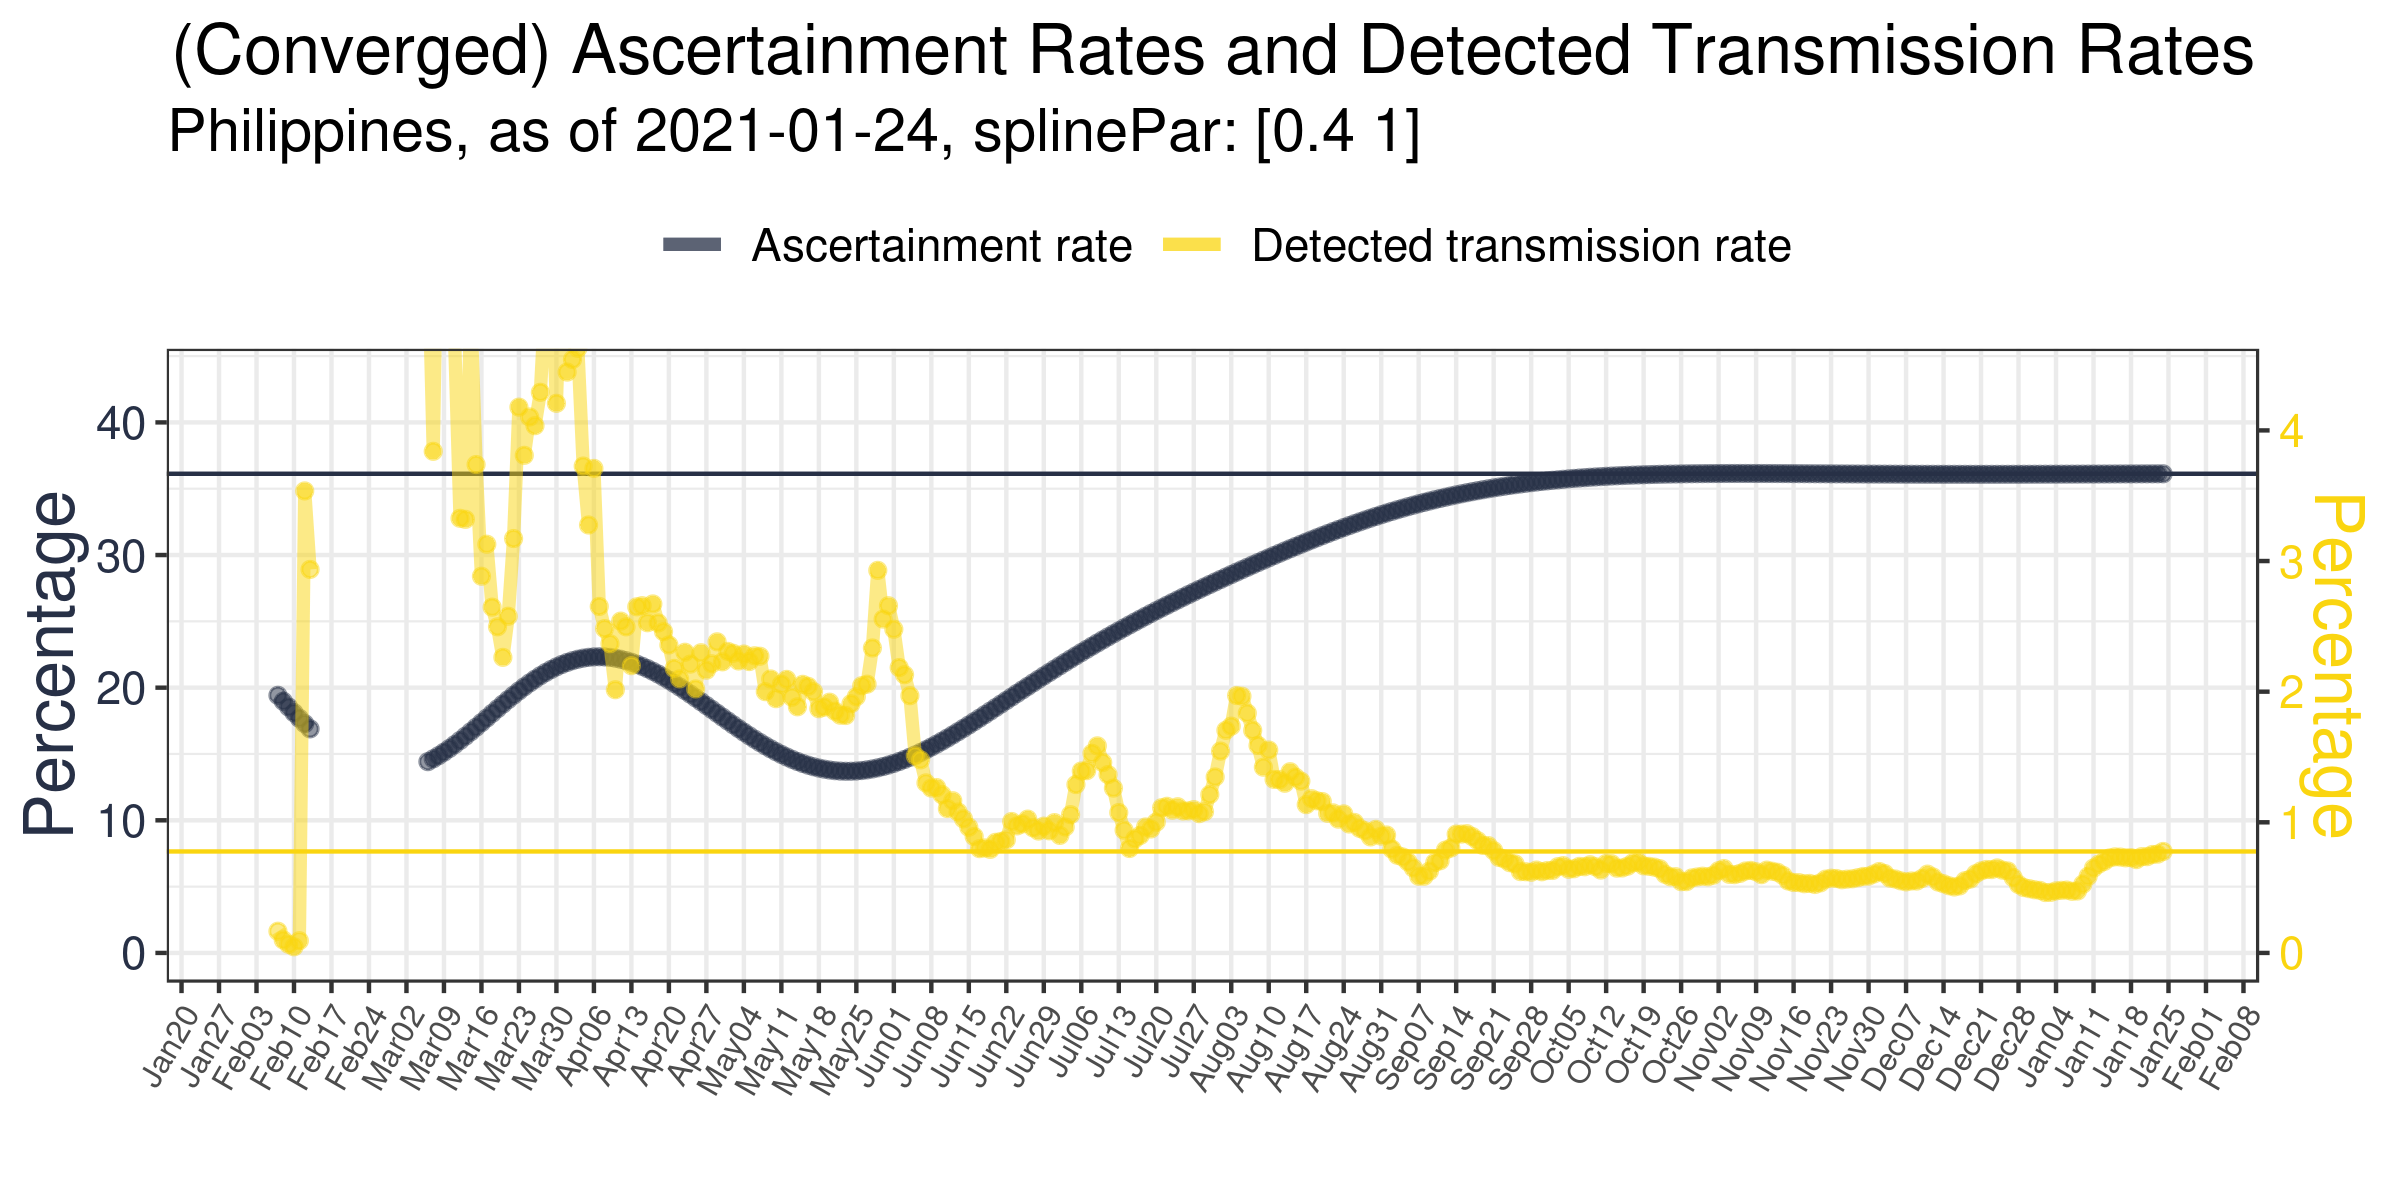 (Converged) Ascertainment Rates and Detected Transmission Rates
Philippines, as of 2021-01-24, splinePar: [0.4 1]
Ascertainment rate Detected transmission rate
Percentage
40
30
20
10
0
4
3
2
1
0
Percentage
Jan20 Jan27 Feb03 Feb10 Feb17 Feb24 Mar02 Mar09 Mar16 Mar23 Mar30 Apr06 Apr13 Apr20 Apr27 May04 May11 May18 May25 Jun01 Jun08 Jun15 Jun22 Jun29 Jul06 Jul13 Jul20 Jul27 Aug03 Aug10 Aug17 Aug24 Aug31 Sep07 Sep14 Sep21 Sep28 Oct05 Oct12 Oct19 Oct26 Nov02 Nov09 Nov16 Nov23 Nov30 Dec07 Dec14 Dec21 Dec28 Jan04 Jan11 Jan18 Jan25 Feb01 Feb08